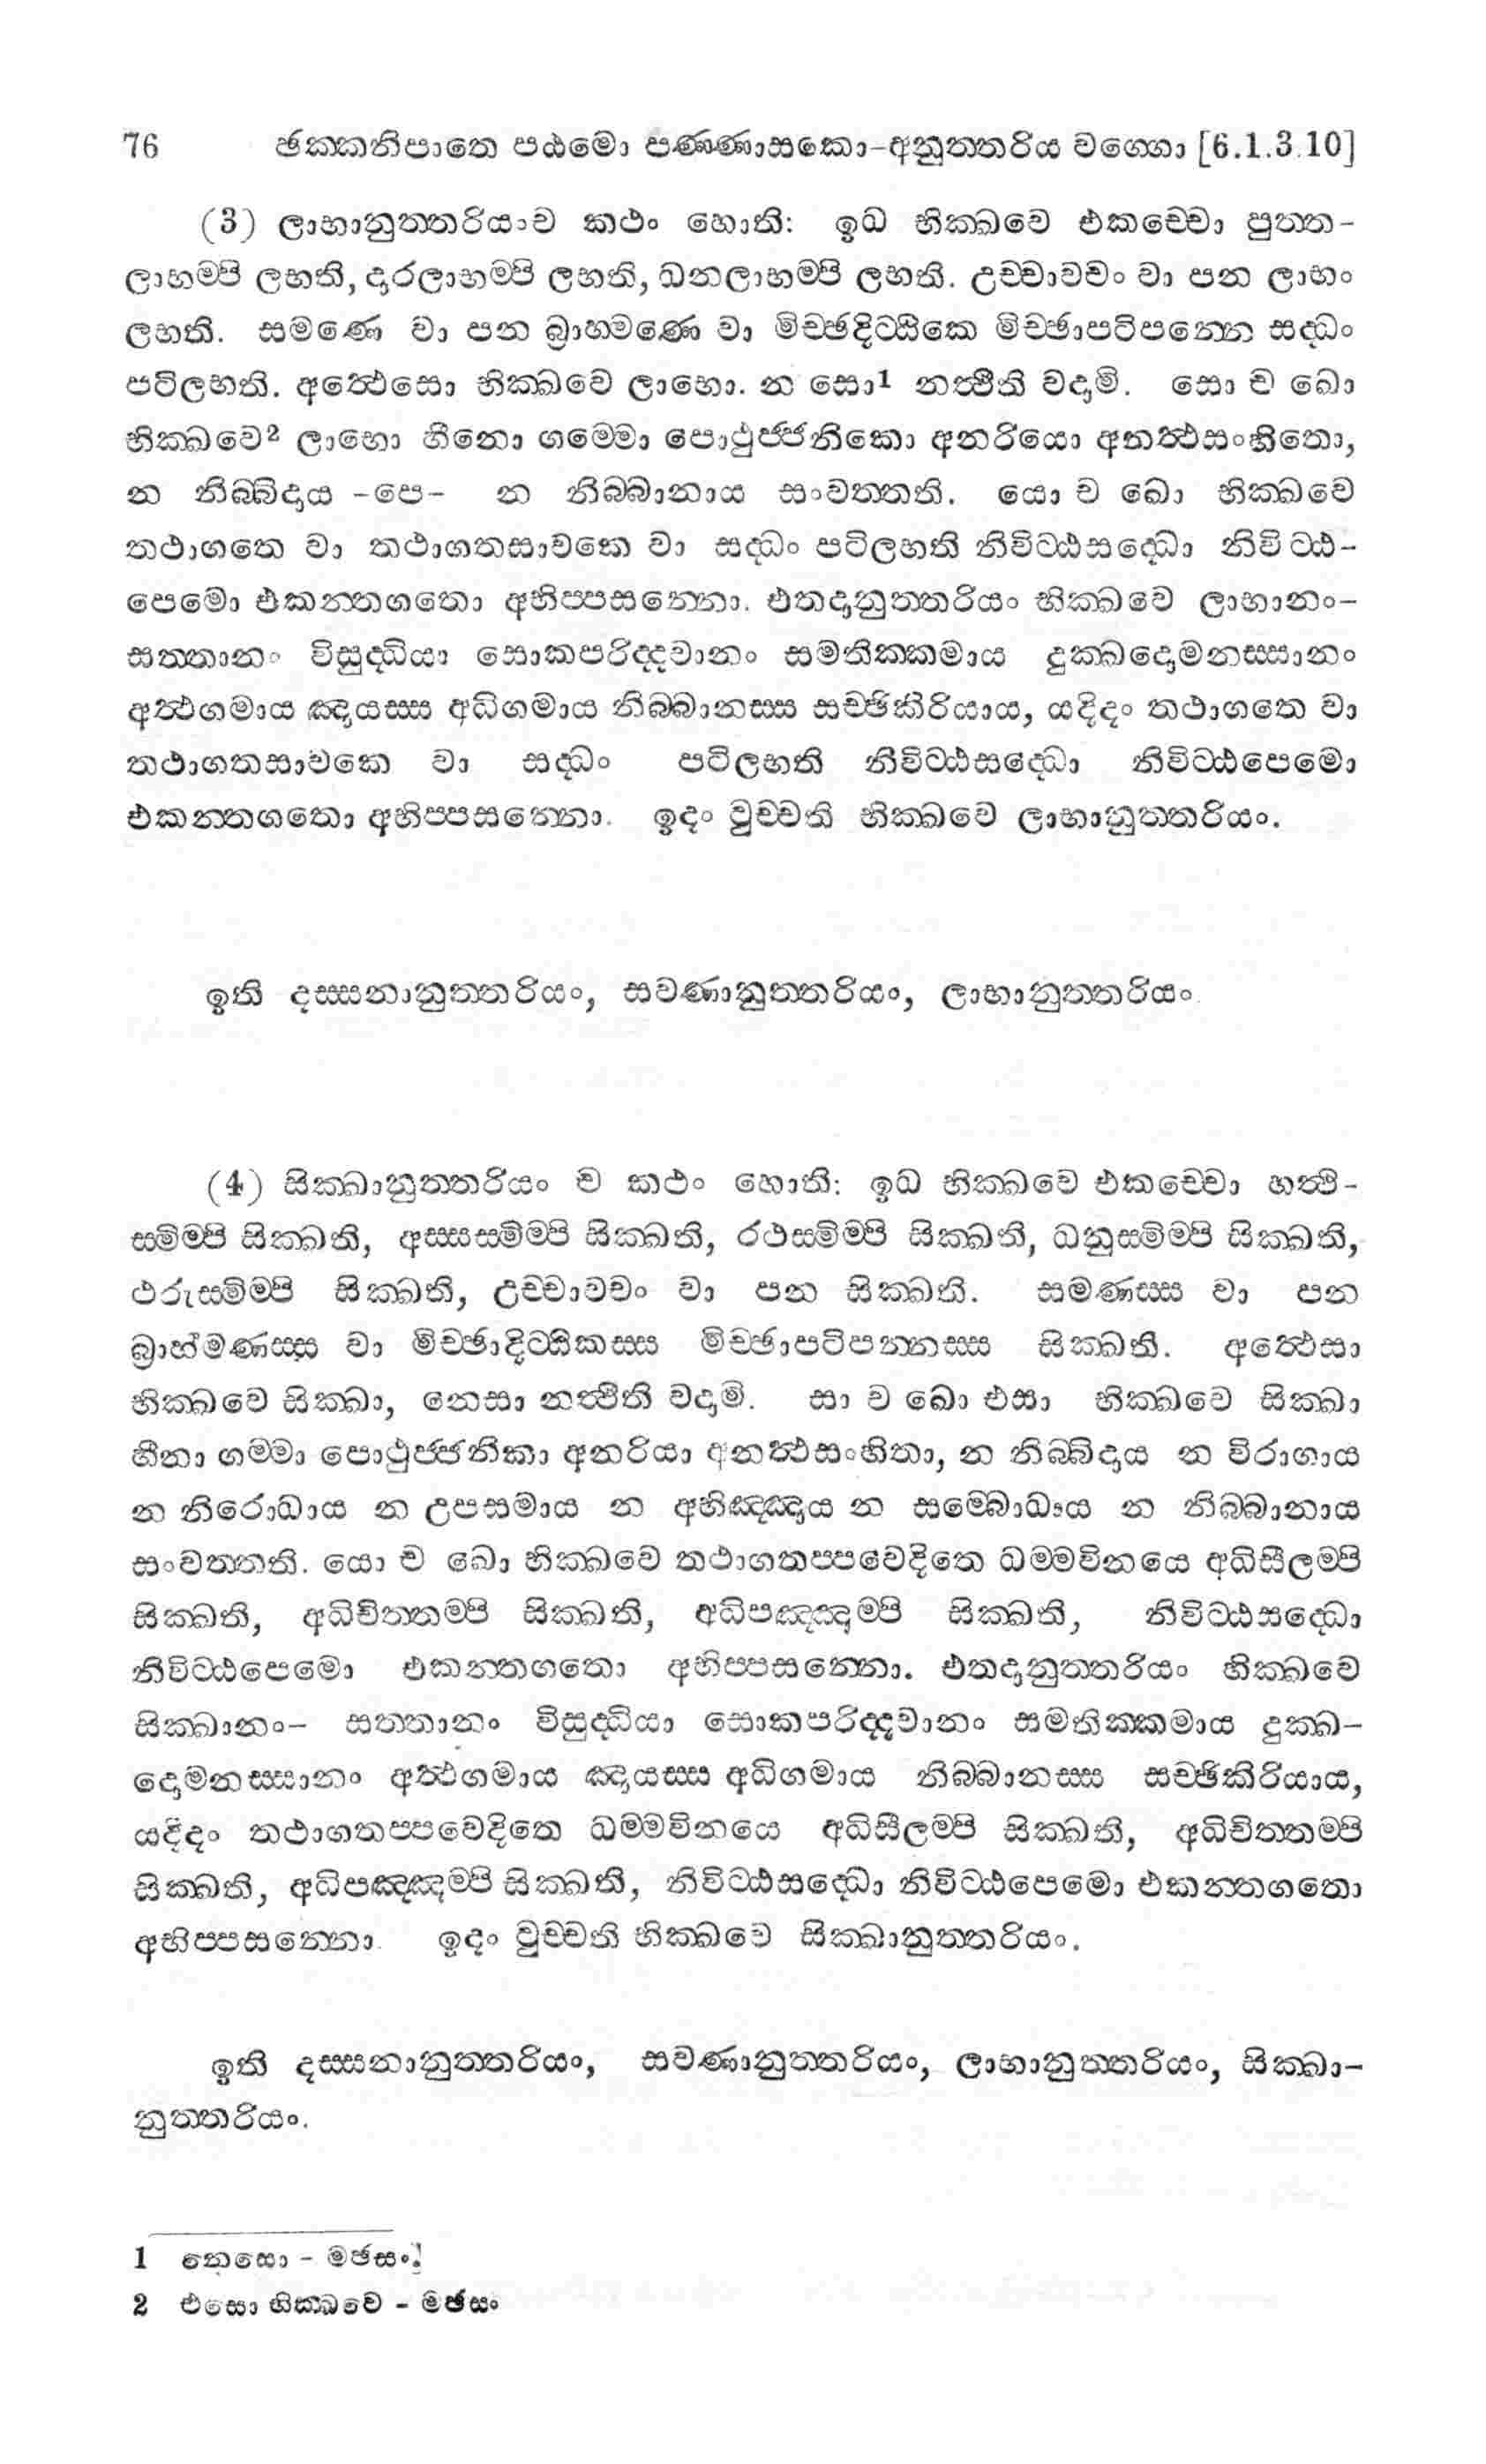 76 ඡක්කනිපාතෙ පඨමො පණ්ණාසකො-අනුත්තරිය වග්ගො [6.1.3.10]
(3) ලාභානුත්තරියංච කථං හොති: ඉධ භික්ඛවෙ එකච්චො පුත්ත-
ලාභම්පි ලභති, දාරලාභම්පි ලභති, ධනලාභම්පි ලභති. උච්චාවචං වා පන ලාභං
ලභති. සමණෙ වා පන බ්‍රාහමණෙ වා මිච්ඡදිට්ඨිකෙ මිච්ඡාපටිපන්නෙ සද්ධං
පටිලභති. අත්ථෙසො භික්ඛවෙ ලාභො. න සො1 නත්ථීති වදාමි. සො ච ඛො
භික්ඛවෙ2 ලාභො හීනො ගම්මො පොථුජ්ජනිකො අනරියො අනත්ථසංහිතො,
න නිබ්බිදාය -පෙ- න නිබ්බානාය සංවත්තති. යො ච ඛො භික්ඛවෙ
තථාගතෙ වා තථාගතසාවකෙ වා සද්ධං පටිලභති නිවිට්ඨසද්ධො නිවිට්ඨ-
පෙමො එකන්තගතො අභිප්පසන්නො. එතදානුත්තරියං භික්ඛවෙ ලාභානං-
සත්තානං විසුද්ධියා සොකපරිද්දවානං සමතික්කමාය දුක්ඛදොමනස්සානං
අත්ථගමාය ඤායස්ස අධිගමාය නිබ්බානස්ස සච්ඡිකිරියාය, යදිදං තථාගතෙ වා
තථාගතසාවකෙ වා සද්ධං පටිලභති නිවිට්ඨසද්ධො නිවිට්ඨපෙමො
එකන්තගතො අභිප්පසන්නො. ඉදං වුච්චති භික්ඛවෙ ලාභානුත්තරියං.
ඉති දස්සනානුත්තරියං, සවණානුත්තරියං, ලාභානුත්තරියං.
(4) සික්ඛානුත්තරියං ච කථං හොති: ඉධ භික්ඛවෙ එකච්චො හත්ථි-
සමිම්පි සික්ඛති, අස්සසමිම්පි සික්ඛති, රථසමිම්පි සික්ඛති, ධනුසමිම්පි සික්ඛති,
ථරුසමිම්පි සික්ඛති, උච්චාවචං වා පන සික්ඛති. සමණස්ස වා පන
බ්‍රාහ්මණස්ස වා මිච්ඡාදිට්ඨිකස්ස මිච්ඡාපටිපන්නස්ස සික්ඛති. අත්ථෙසා
භික්ඛවෙ සික්ඛා, නෙසා නත්ථීති වදාමි. සා ච ඛො එසා භික්ඛවෙ සික්ඛා
හීනා ගම්මා පොථුජ්ජනිකා අනරියා අනත්ථසංහිතා, න නිබ්බිදාය න විරාගාය
න නිරොධාය න උපසමාය න අභිඤ්ඤාය න සම්බොධාය න නිබ්බානාය
සංවත්තති. යො ච ඛො භික්ඛවෙ තථාගතප්පවෙදිතෙ ධම්මවිනයෙ අධිසීලම්පි
සික්ඛති, අධිචිත්තම්පි සික්ඛති, අධිපඤ්ඤම්පි සික්ඛති, නිවිට්ඨසද්ධො
නිවිට්ඨපෙමො එකන්තගතො අභිප්පසන්නො. එතදානුත්තරියං භික්ඛවෙ
සික්ඛානං- සත්තානං විසුද්ධියා සොකපරිද්දවානං සමතික්කමාය දුක්ඛ-
දොමනස්සානං අත්ථගමාය ඤායස්ස අධිගමාය නිබ්බානස්ස සච්ඡිකිරියාය,
යදිදං තථාගතප්පවෙදිතෙ ධම්මවිනයෙ අධිසීලම්පි සික්ඛති, අධිචිත්තම්පි
සික්ඛති, අධිපඤ්ඤම්පි සික්ඛති, නිවිට්ඨසද්ධො නිවිට්ඨපෙමො එකන්තගතො
අභිප්පසන්නො. ඉදං වුච්චති භික්ඛවෙ සික්ඛානුත්තරියං.
ඉති දස්සනානුත්තරියං, සවණානුත්තරියං, ලාභානුත්තරියං, සික්ඛා-
නුත්තරියං.
1 නෙසො - මඡසං.
2 එසො භික්ඛවෙ - මඡසං